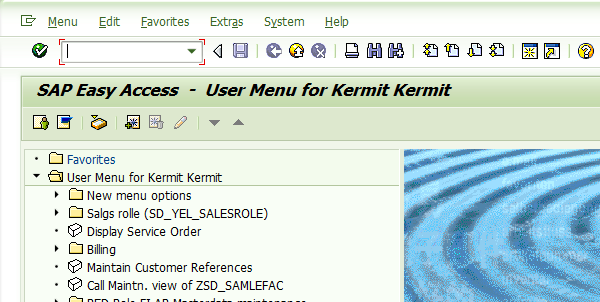 Menu Edit Favorites Extras System Help
SAP Easy Access - User Menu for Kermit Kermit
Favorites
User Menu for Kermit Kermit
New menu options
Salgs rolle (SD_YEL_SALESROLE)
Display Service Order
Billing
Maintain Customer References
Call Maintn. view of ZSD_SAMLEFAC